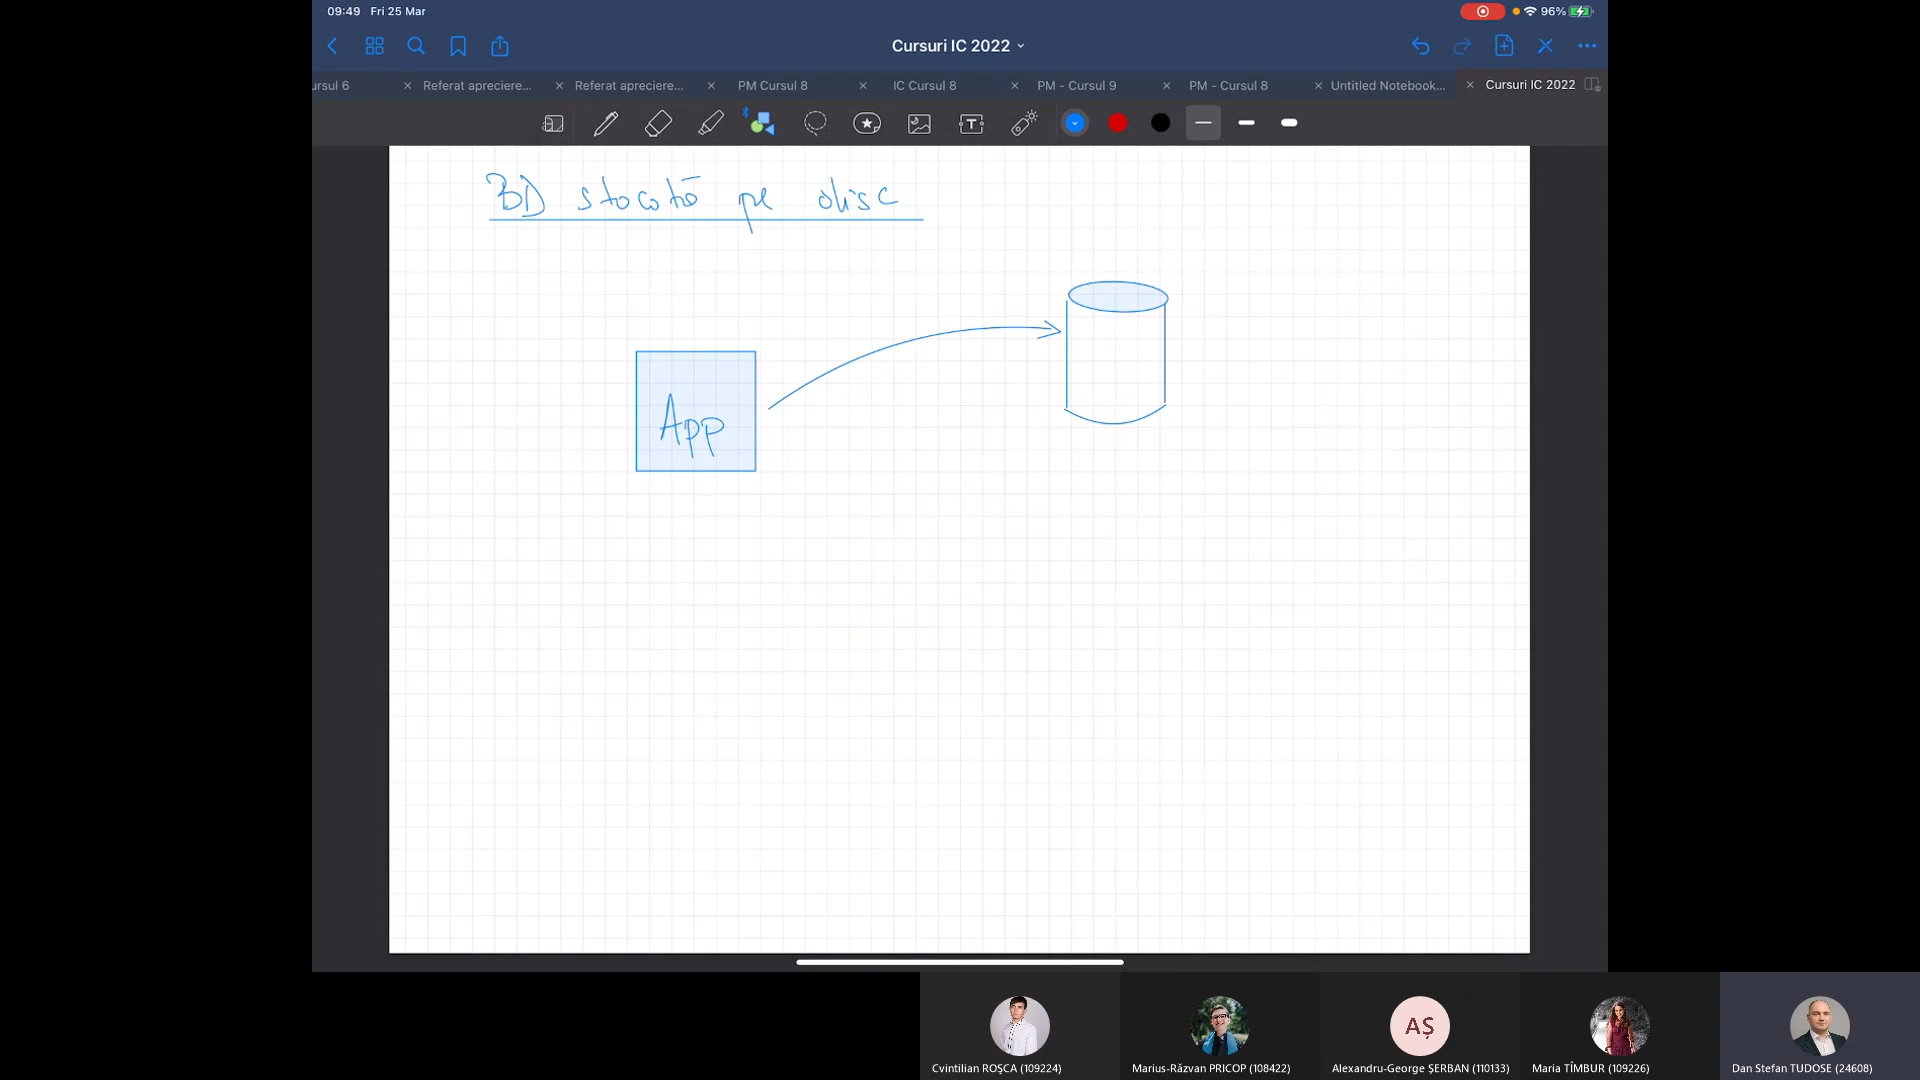 09:49 Fri 25 Mar
96%
Cursuri IC 2022
ursul 6
Referat apreciere...
Referat apreciere...
PM Cursul 8
IC Cursul 8
PM - Cursul 9
PM - Cursul 8
Untitled Notebook...
Cursuri IC 2022
BD stocată pe disc
App
AȘ
Cvintilian ROȘCA (109224)
Marius-Răzvan PRICOP (108422)
Alexandru-George ȘERBAN (110133)
Maria TÎMBUR (109226)
Dan Stefan TUDOSE (24608)